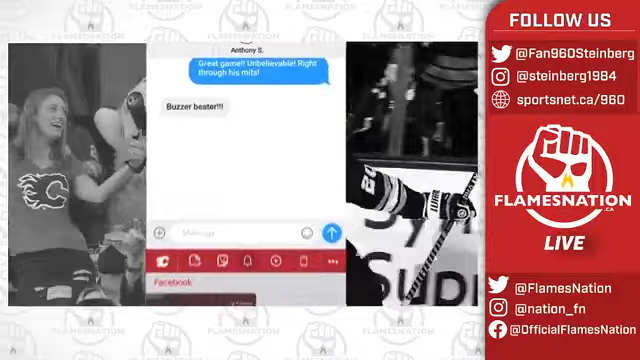 Anthony S.
Great game!! Unbelievable! Right
through his mits!
Buzzer beater!!!
Facebook
FOLLOW US
@Fan960Steinberg
@steinberg1984
sportsnet.ca/960
FLAMESNATION
.CA
LIVE
@FlamesNation
@nation_fn
@OfficialFlamesNation